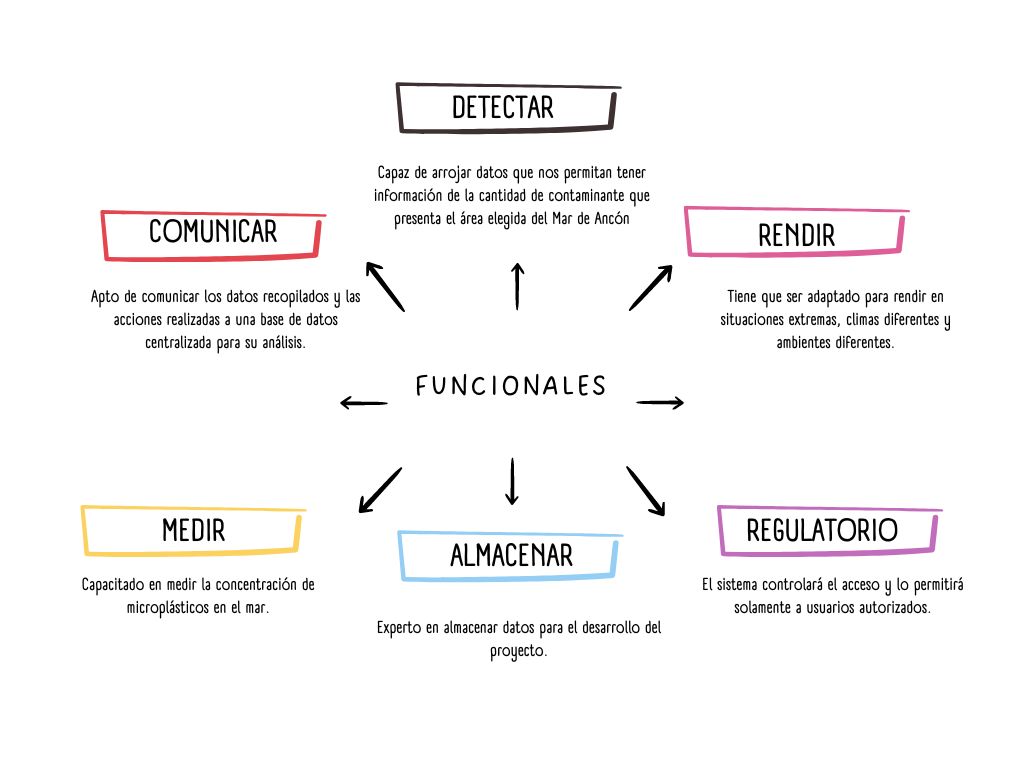 DETECTAR
Capaz de arrojar datos que nos permitan tener
información de la cantidad de contaminante que
presenta el área elegida del Mar de Ancón
COMUNICAR
Apto de comunicar los datos recopilados y las
acciones realizadas a una base de datos
centralizada para su análisis.
RENDIR
Tiene que ser adaptado para rendir en
situaciones extremas, climas diferentes y
ambientes diferentes.
FUNCIONALES
MEDIR
Capacitado en medir la concentración de
microplásticos en el mar.
ALMACENAR
Experto en almacenar datos para el desarrollo del
proyecto.
REGULATORIO
El sistema controlará el acceso y lo permitirá
solamente a usuarios autorizados.